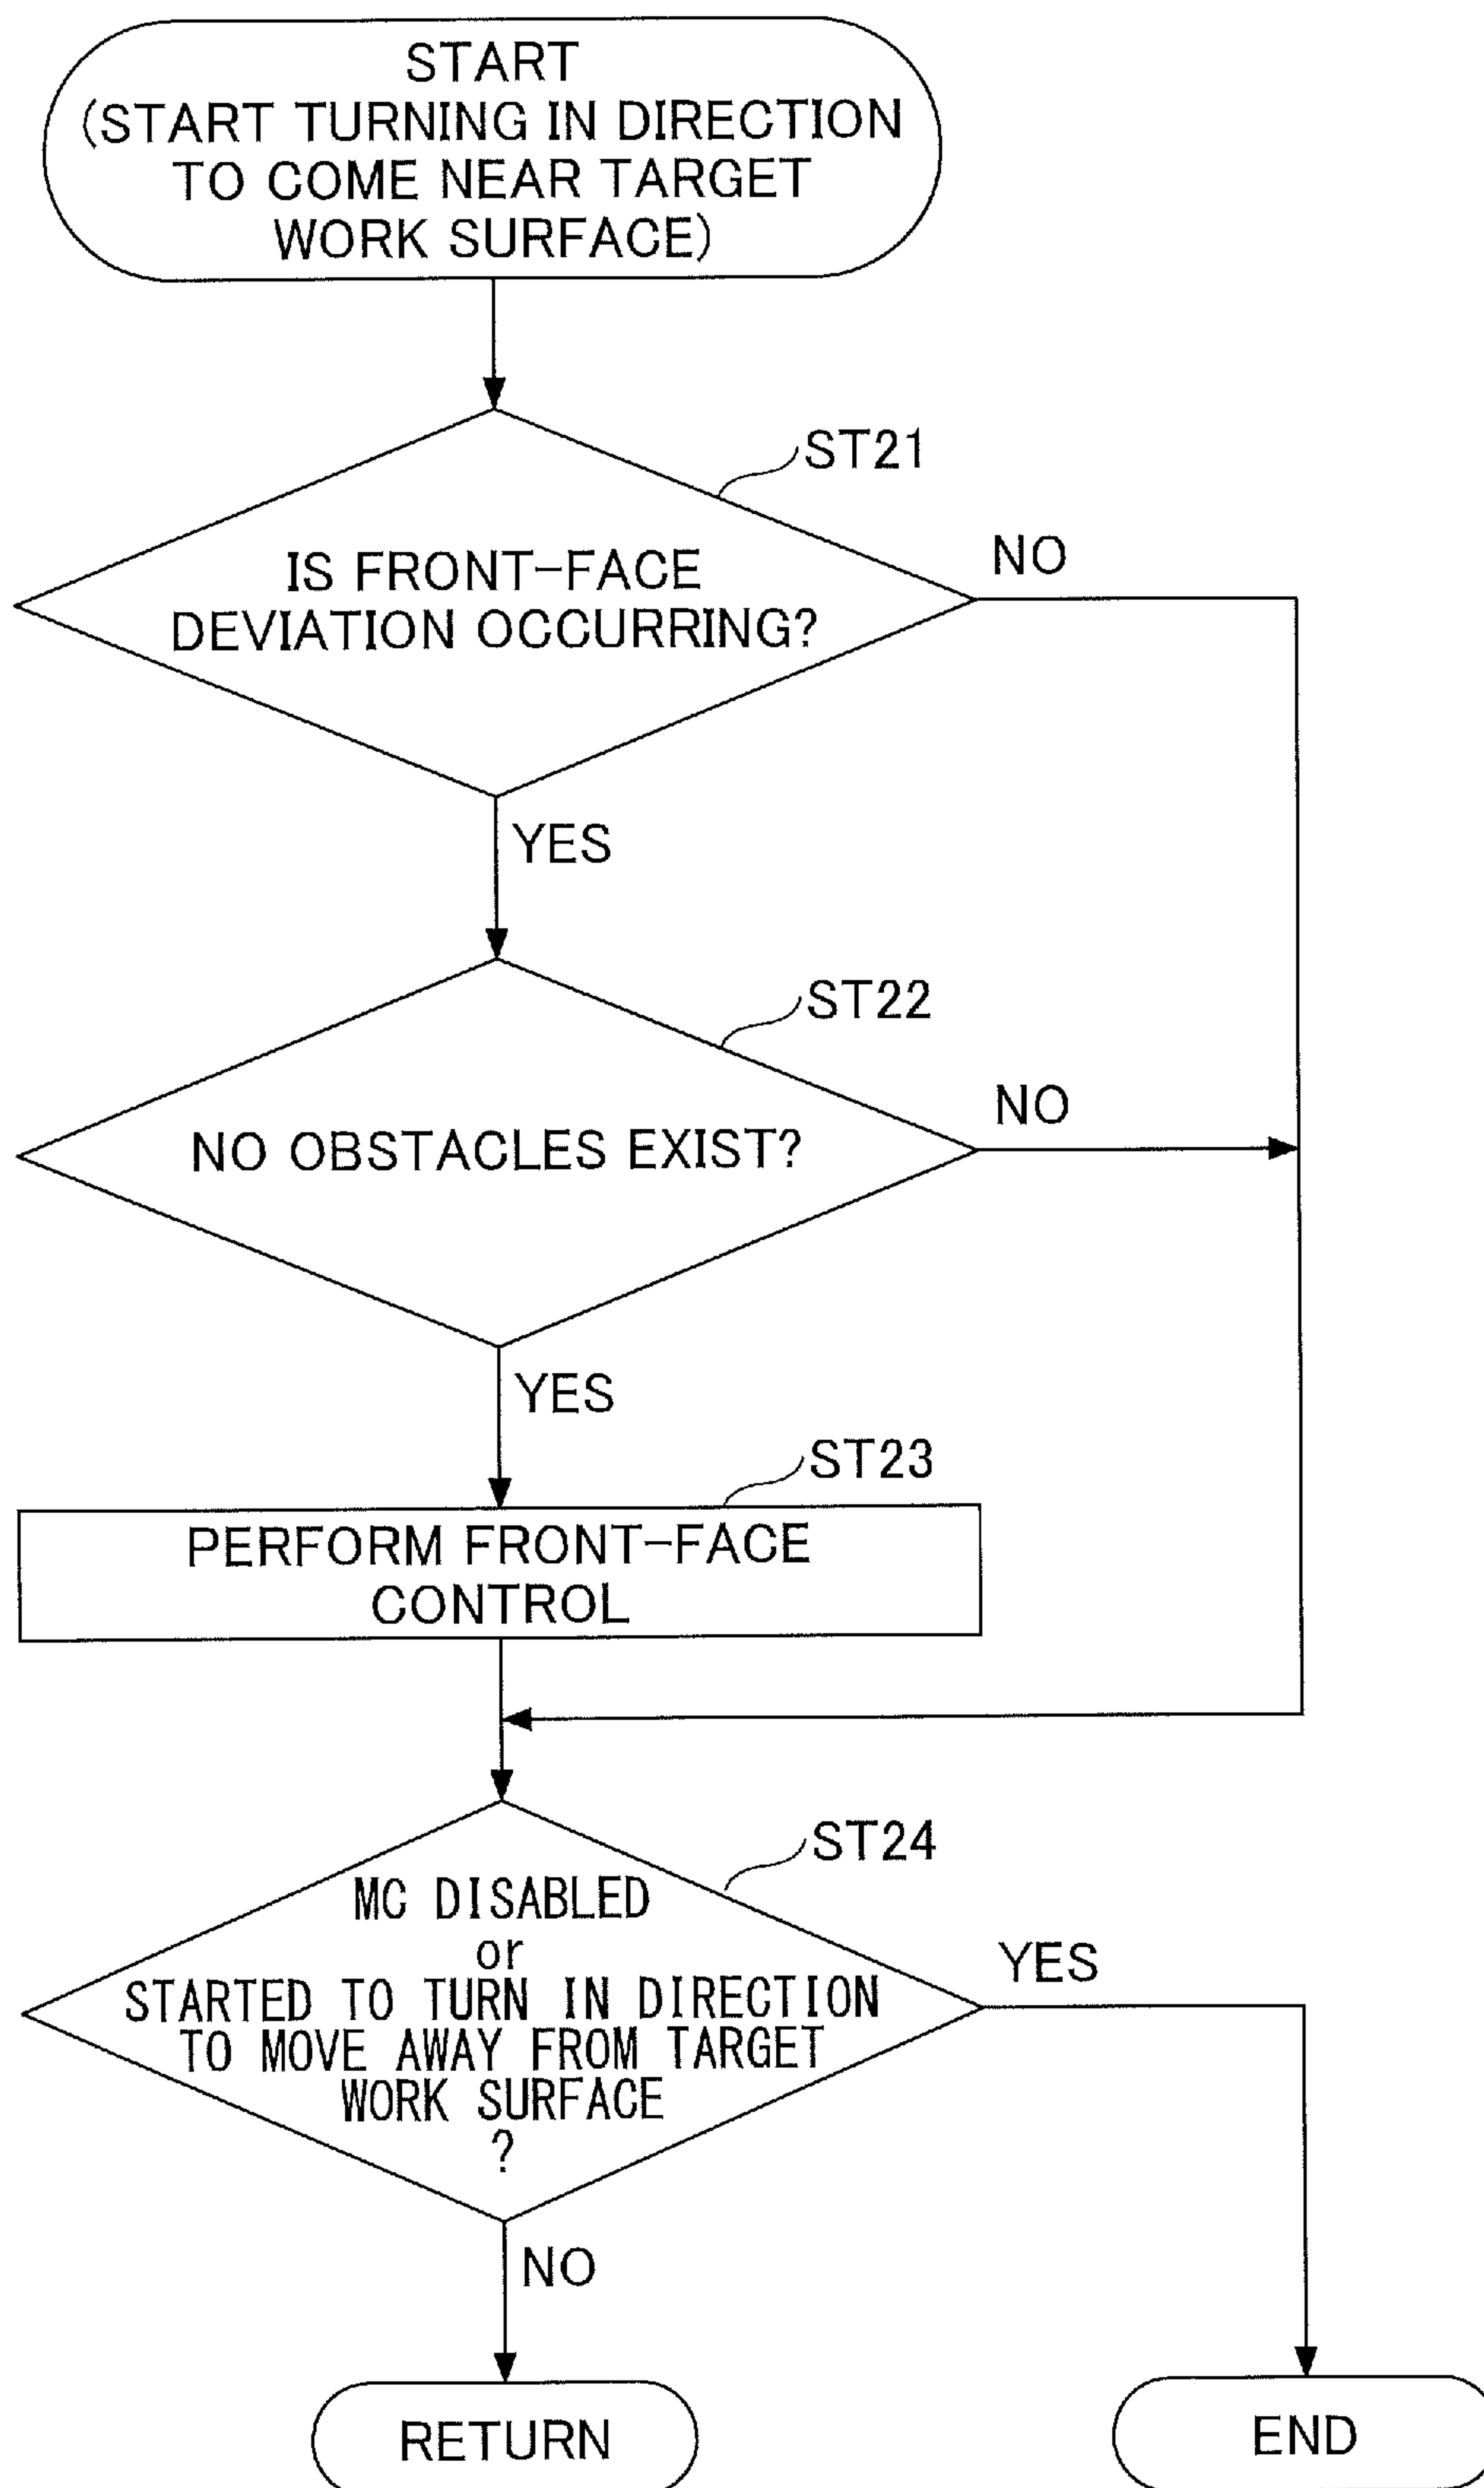 START
(START TURNING IN DIRECTION
TO COME NEAR TARGET
WORK SURFACE)
ST21
IS FRONT-FACE
DEVIATION OCCURRING?
NO
YES
ST22
NO OBSTACLES EXIST?
NO
YES
ST23
PERFORM FRONT-FACE
CONTROL
ST24
MC DISABLED
or
STARTED TO TURN IN DIRECTION
TO MOVE AWAY FROM TARGET
WORK SURFACE
?
YES
NO
RETURN
END